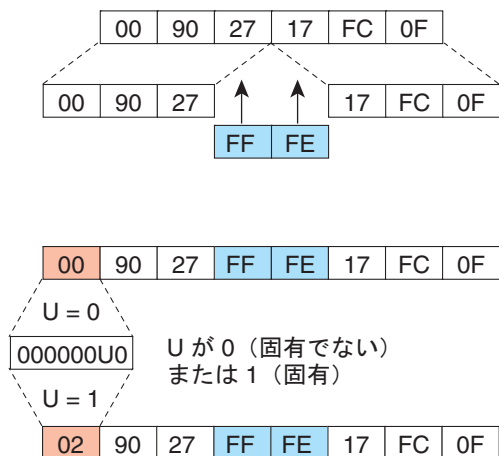 00 90 27 17 FC 0F
00 90 27 17 FC 0F
FF FE
00 90 27 FF FE 17 FC 0F
U = 0
000000U0
U が 0（固有でない）
または 1（固有）
U = 1
02 90 27 FF FE 17 FC 0F